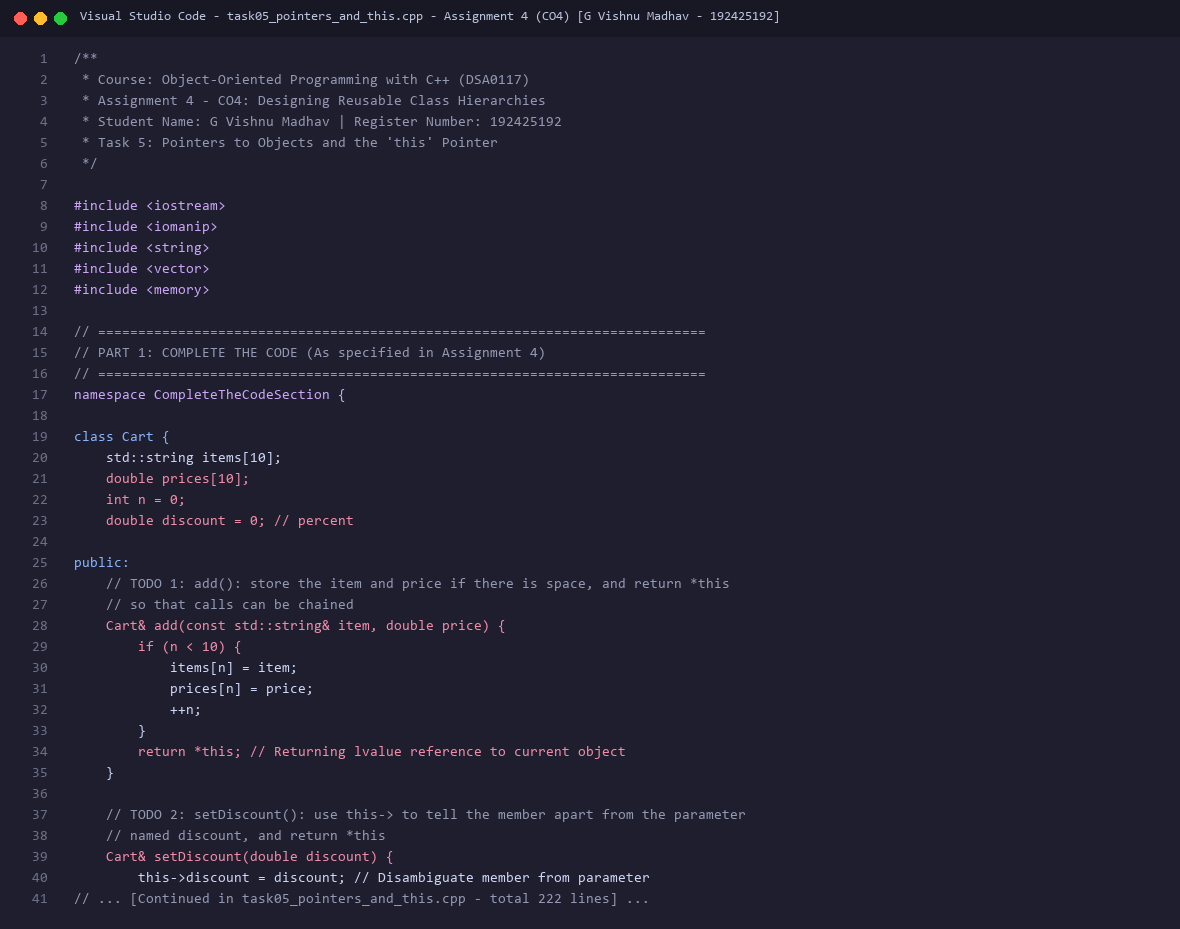 Visual Studio Code - task05_pointers_and_this.cpp - Assignment 4 (CO4) [G Vishnu Madhav - 192425192]
1 /**
2  * Course: Object-Oriented Programming with C++ (DSA0117)
3  * Assignment 4 - CO4: Designing Reusable Class Hierarchies
4  * Student Name: G Vishnu Madhav | Register Number: 192425192
5  * Task 5: Pointers to Objects and the 'this' Pointer
6  */
7
8 #include <iostream>
9 #include <iomanip>
10 #include <string>
11 #include <vector>
12 #include <memory>
13
14 // ============================================================================
15 // PART 1: COMPLETE THE CODE (As specified in Assignment 4)
16 // ============================================================================
17 namespace CompleteTheCodeSection {
18
19 class Cart {
20     std::string items[10];
21     double prices[10];
22     int n = 0;
23     double discount = 0; // percent
24
25 public:
26     // TODO 1: add(): store the item and price if there is space, and return *this
27     // so that calls can be chained
28     Cart& add(const std::string& item, double price) {
29         if (n < 10) {
30             items[n] = item;
31             prices[n] = price;
32             ++n;
33         }
34         return *this; // Returning lvalue reference to current object
35     }
36
37     // TODO 2: setDiscount(): use this-> to tell the member apart from the parameter
38     // named discount, and return *this
39     Cart& setDiscount(double discount) {
40         this->discount = discount; // Disambiguate member from parameter
41 // ... [Continued in task05_pointers_and_this.cpp - total 222 lines] ...